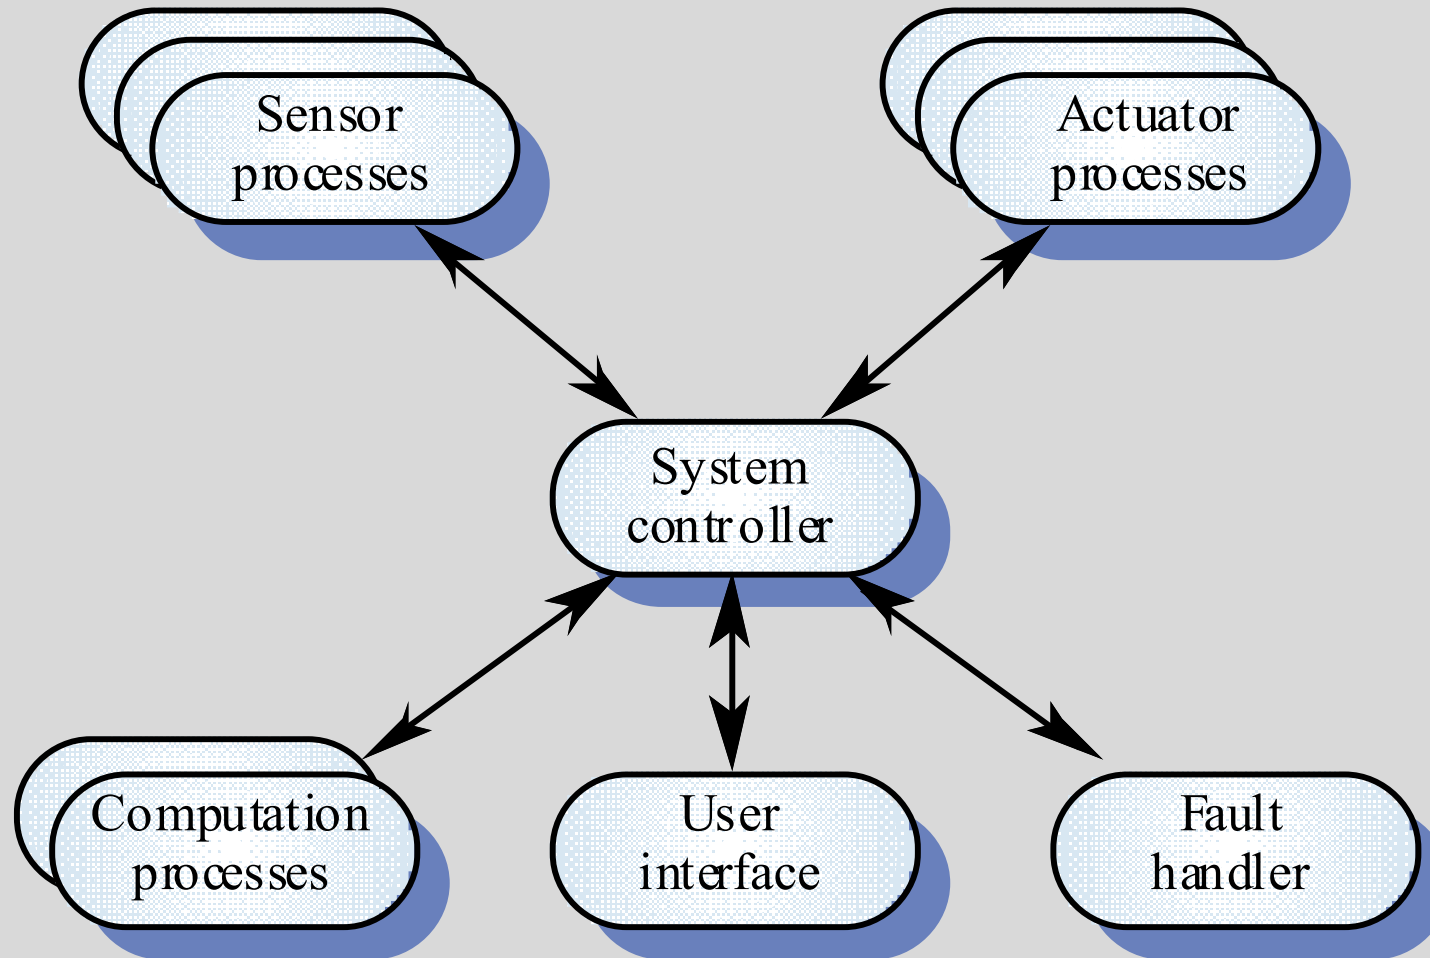 Sensor
processes
Actuator
processes
System
controller
Computation
processes
User
interface
Fault
handler